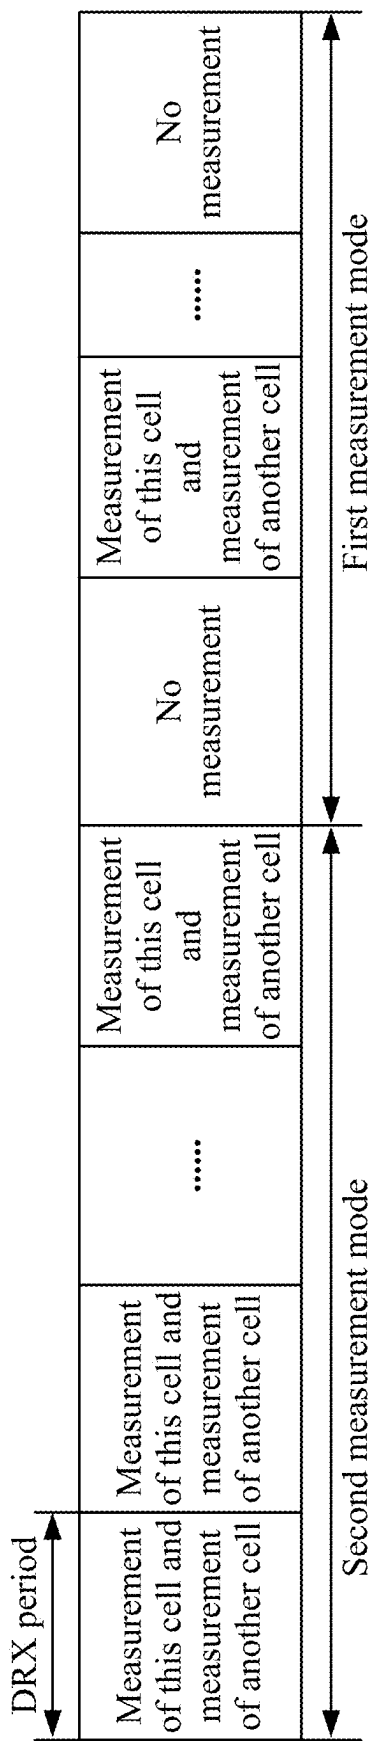 DRX period
Measurement
of this cell and
measurement
of another cell
Measurement
of this cell and
measurement
of another cell
......
Measurement
of this cell
and
measurement
of another cell
No
measurement
Measurement
of this cell
and
measurement
of another cell
......
No
measurement
Second measurement mode
First measurement mode